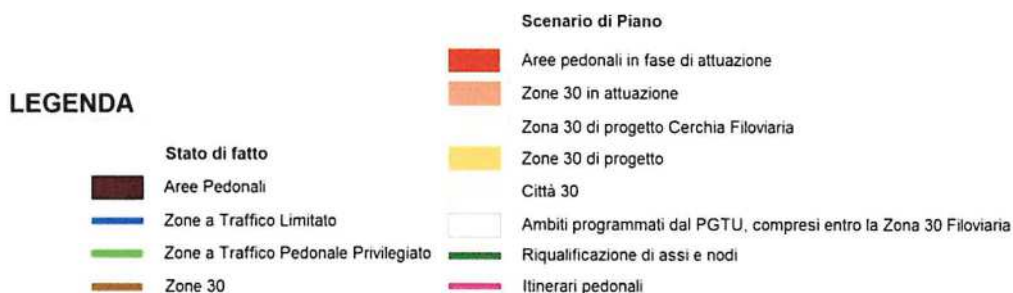 LEGENDA
Stato di fatto
Aree Pedonali
Zone a Traffico Limitato
Zone a Traffico Pedonale Privilegiato
Zone 30
Scenario di Piano
Aree pedonali in fase di attuazione
Zone 30 in attuazione
Zona 30 di progetto Cerchia Filoviaria
Zone 30 di progetto
Città 30
Ambiti programmati dal PGTU, compresi entro la Zona 30 Filoviaria
Riqualificazione di assi e nodi
Itinerari pedonali